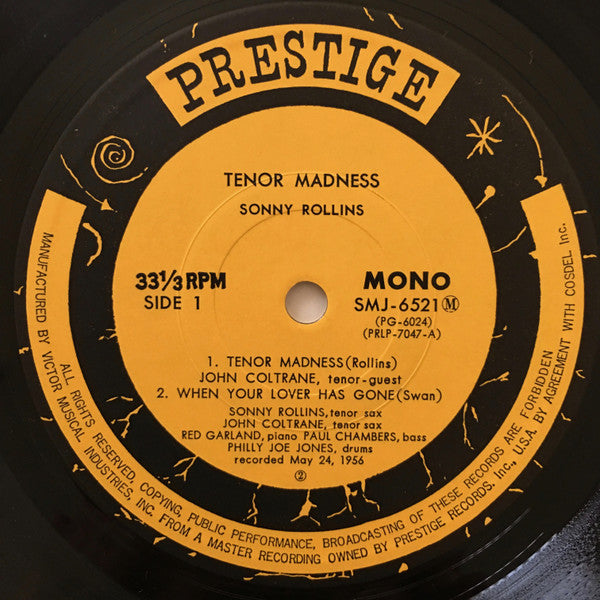 PRESTIGE
TENOR MADNESS
SONNY ROLLINS
33⅓ RPM
SIDE 1
MONO
SMJ-6521Ⓜ
(PG-6024)
(PRLP-7047-A)
1. TENOR MADNESS(Rollins)
JOHN COLTRANE, tenor-guest
2. WHEN YOUR LOVER HAS GONE(Swan)
SONNY ROLLINS,tenor sax
JOHN COLTRANE, tenor sax
RED GARLAND, piano PAUL CHAMBERS, bass
PHILLY JOE JONES, drums
recorded May 24, 1956
②
MANUFACTURED BY VICTOR MUSICAL INDUSTRIES, INC. FROM A MASTER RECORDING OWNED BY PRESTIGE RECORDS. Inc., U.S.A. BY AGREEMENT WITH COSDEL Inc.
ALL RIGHTS RESERVED, COPYING, PUBLIC PERFORMANCE, BROADCASTING OF THESE RECORDS ARE FORBIDDEN